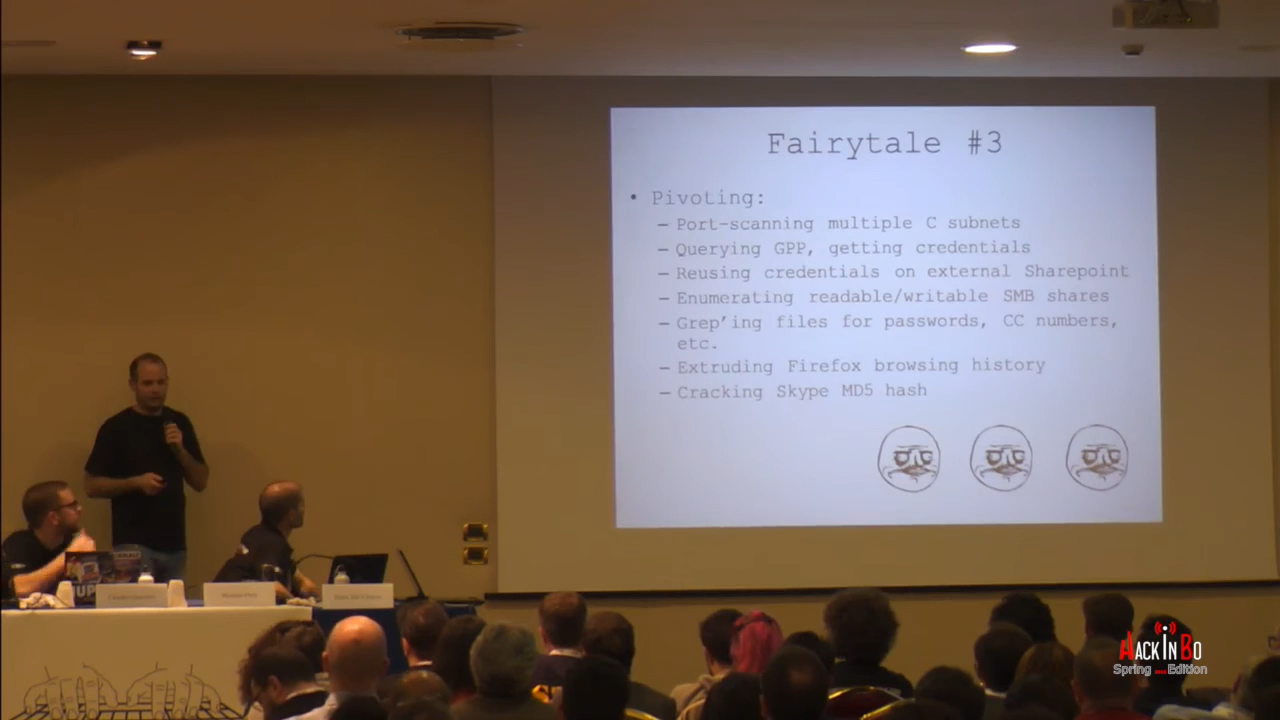 Fairytale #3
• Pivoting:
– Port-scanning multiple C subnets
– Querying GPP, getting credentials
– Reusing credentials on external Sharepoint
– Enumerating readable/writable SMB shares
– Grep’ing files for passwords, CC numbers,
etc.
– Extruding Firefox browsing history
– Cracking Skype MD5 hash
HackInBo
Spring Edition